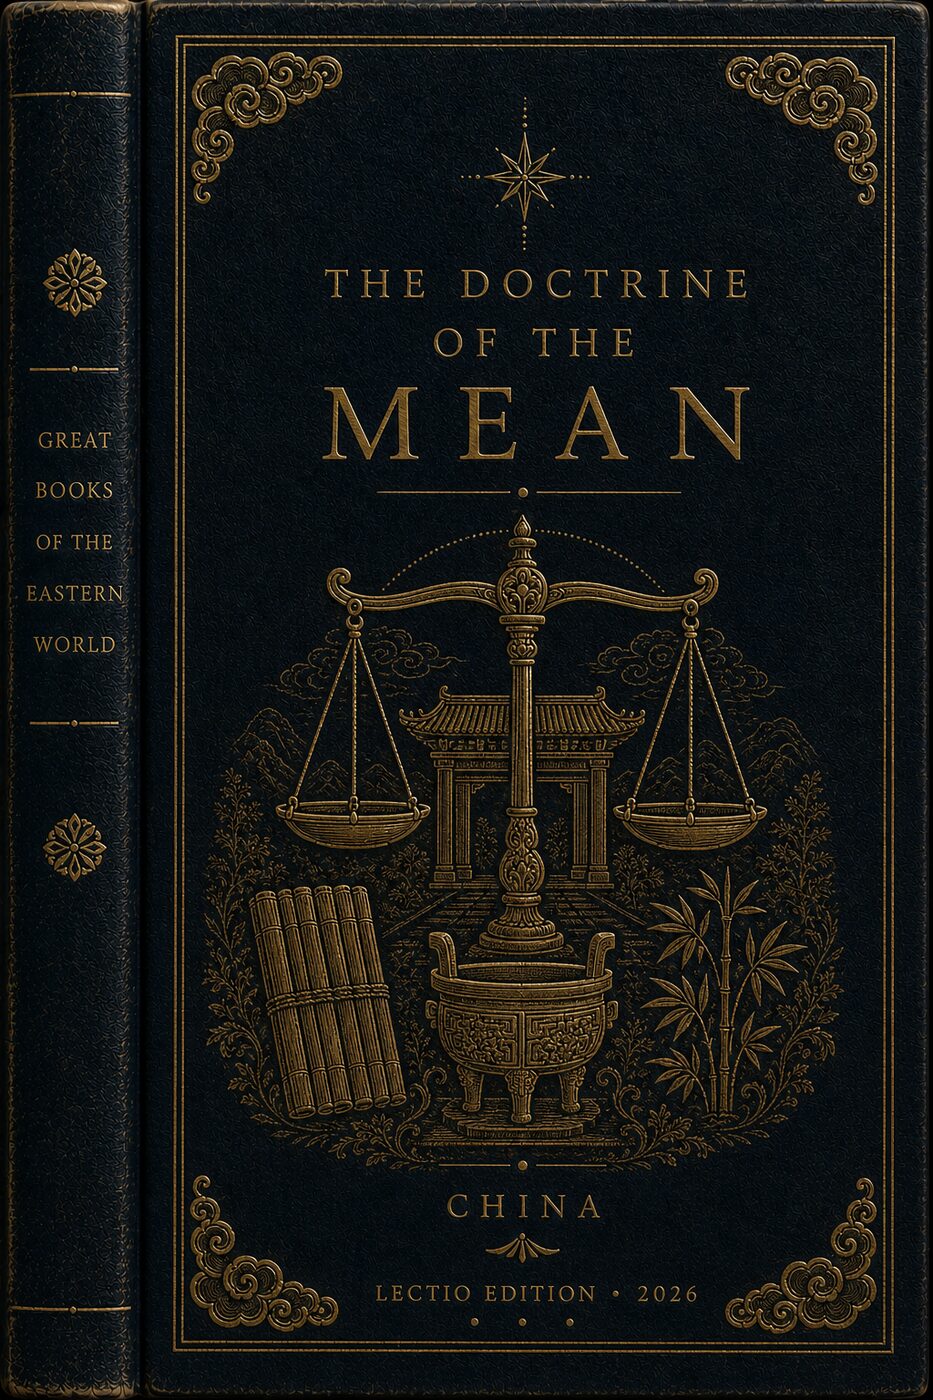 GREAT
BOOKS
OF THE
EASTERN
WORLD
THE DOCTRINE
OF THE
MEAN
CHINA
LECTIO EDITION • 2026